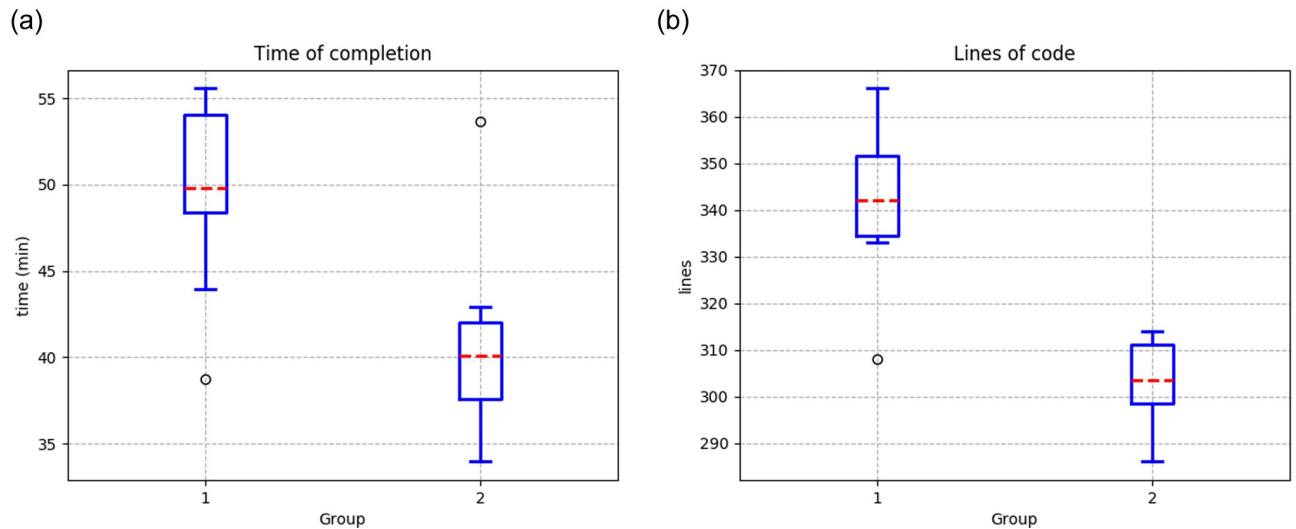 (a)
Time of completion
55
50
45
40
35
time (min)
1 2
Group
(b)
Lines of code
370
360
350
340
330
320
310
300
290
lines
1 2
Group